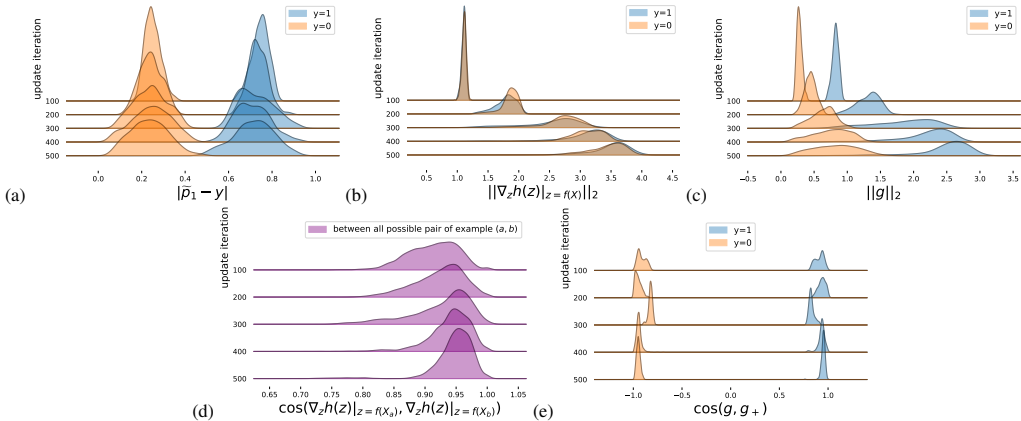 y=1
y=0
update iteration
100
200
300
400
500
0.0 0.2 0.4 0.6 0.8 1.0
(a) |p̃₁ − y|
y=1
y=0
update iteration
100
200
300
400
500
0.5 1.0 1.5 2.0 2.5 3.0 3.5 4.0 4.5
(b) ||∇_z h(z)|_{z=f(X)}||₂
y=1
y=0
update iteration
100
200
300
400
500
−0.5 0.0 0.5 1.0 1.5 2.0 2.5 3.0 3.5
(c) ||g||₂
between all possible pair of example (a, b)
update iteration
100
200
300
400
500
0.65 0.70 0.75 0.80 0.85 0.90 0.95 1.00 1.05
(d) cos(∇_z h(z)|_{z=f(X_a)}, ∇_z h(z)|_{z=f(X_b)})
y=1
y=0
update iteration
100
200
300
400
500
−1.0 −0.5 0.0 0.5 1.0
(e) cos(g, g₊)